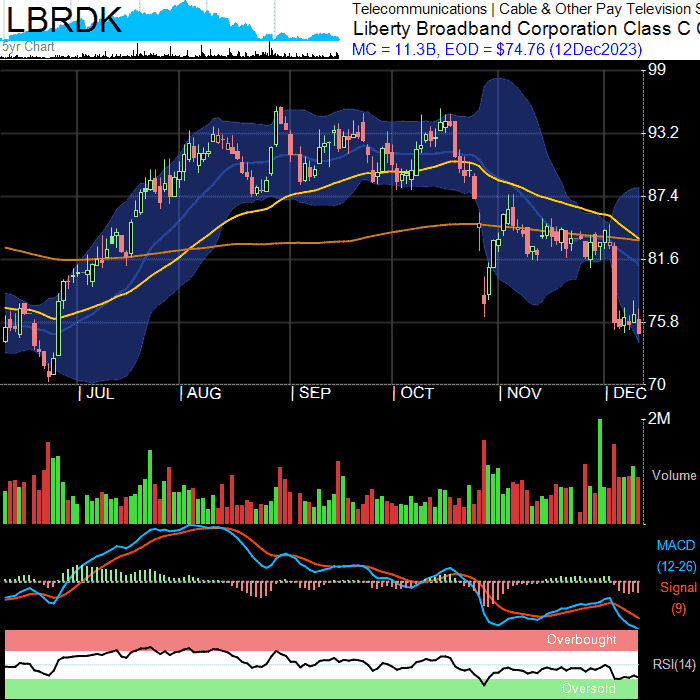 LBRDK
5yr Chart
Telecommunications | Cable & Other Pay Television S
Liberty Broadband Corporation Class C C
MC = 11.3B, EOD = $74.76 (12Dec2023)
99
93.2
87.4
81.6
75.8
70
JUL
AUG
SEP
OCT
NOV
DEC
2M
Volume
MACD
(12-26)
Signal
(9)
Overbought
RSI(14)
Oversold